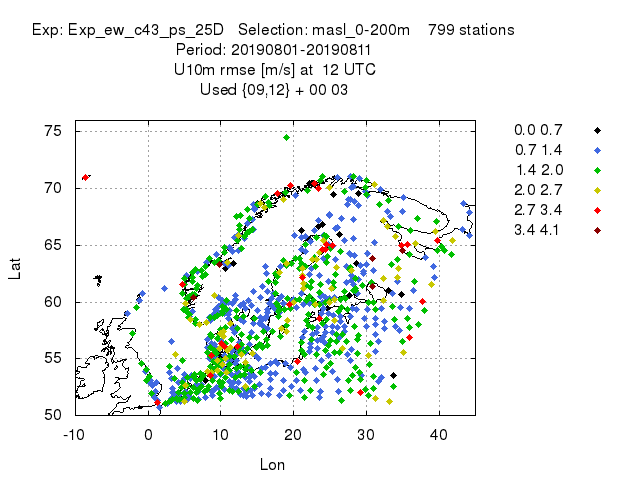 Exp: Exp_ew_c43_ps_25D Selection: masl_0-200m 799 stations
Period: 20190801-20190811
U10m rmse [m/s] at 12 UTC
Used {09,12} + 00 03
75
70
65
60
55
50
Lat
-10 0 10 20 30 40
Lon
0.0 0.7
0.7 1.4
1.4 2.0
2.0 2.7
2.7 3.4
3.4 4.1